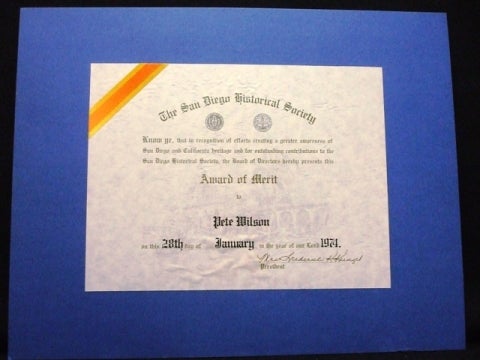 The San Diego Historical Society
Know ye, that in recognition of efforts creating a greater awareness of
San Diego and California heritage and for outstanding contributions to the
San Diego Historical Society, the Board of Directors hereby presents this
Award of Merit
to
Pete Wilson
on this 28th day of January in the year of our Lord 1974.
President